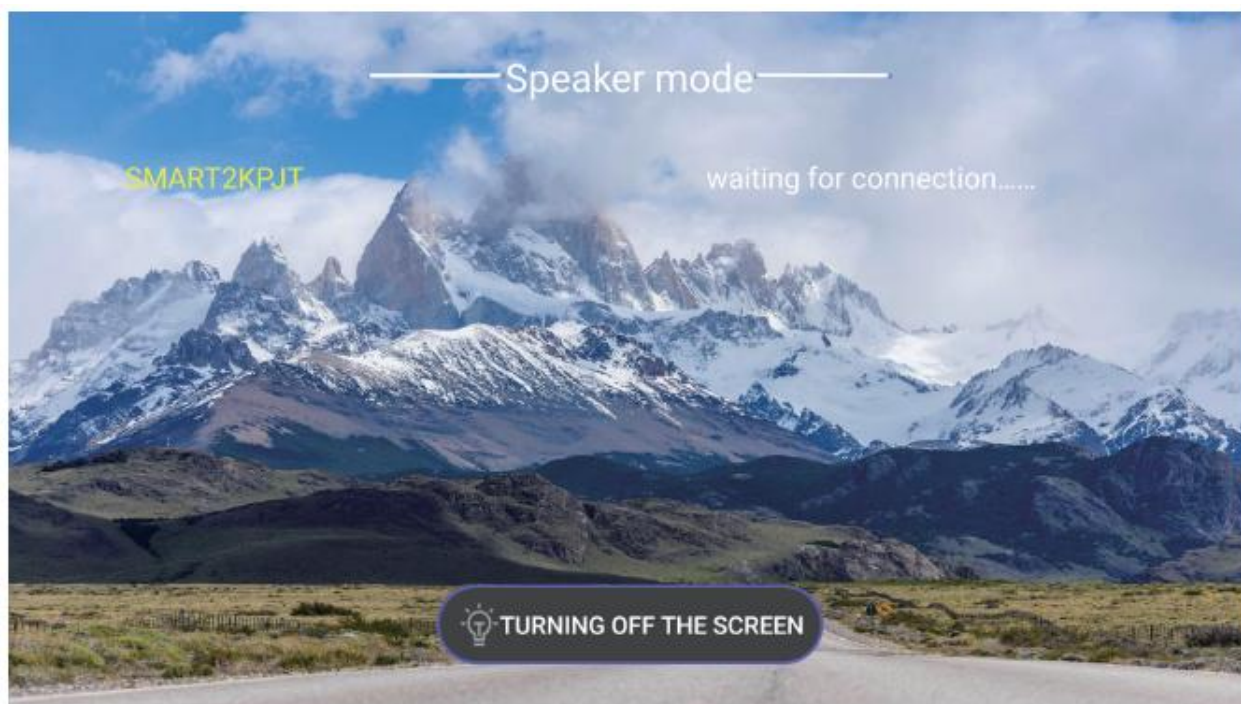 Speaker mode
SMART2KPJT
waiting for connection......
TURNING OFF THE SCREEN